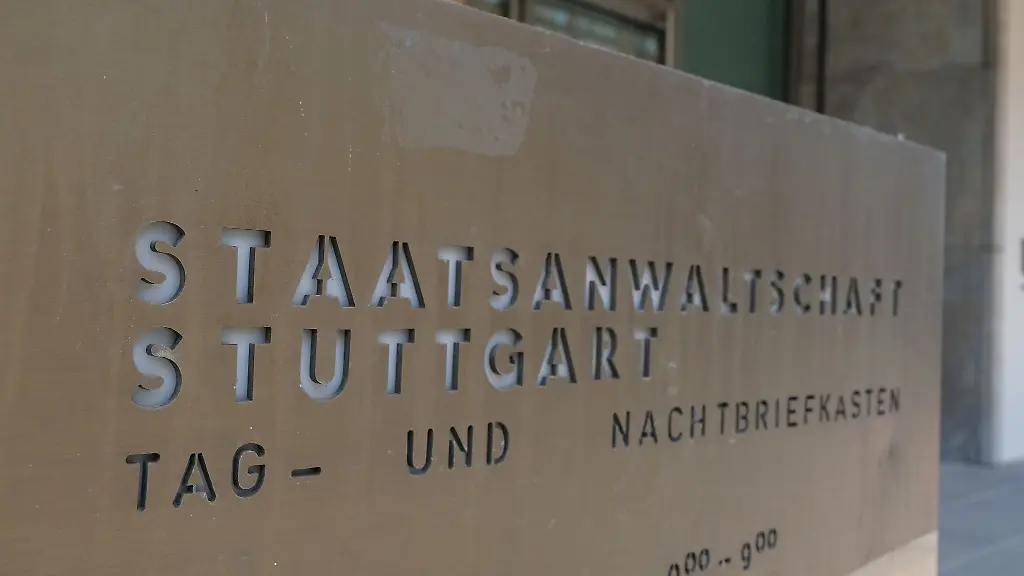 STAATSANWALTSCHAFT
STUTTGART
TAG- UND NACHTBRIEFKASTEN